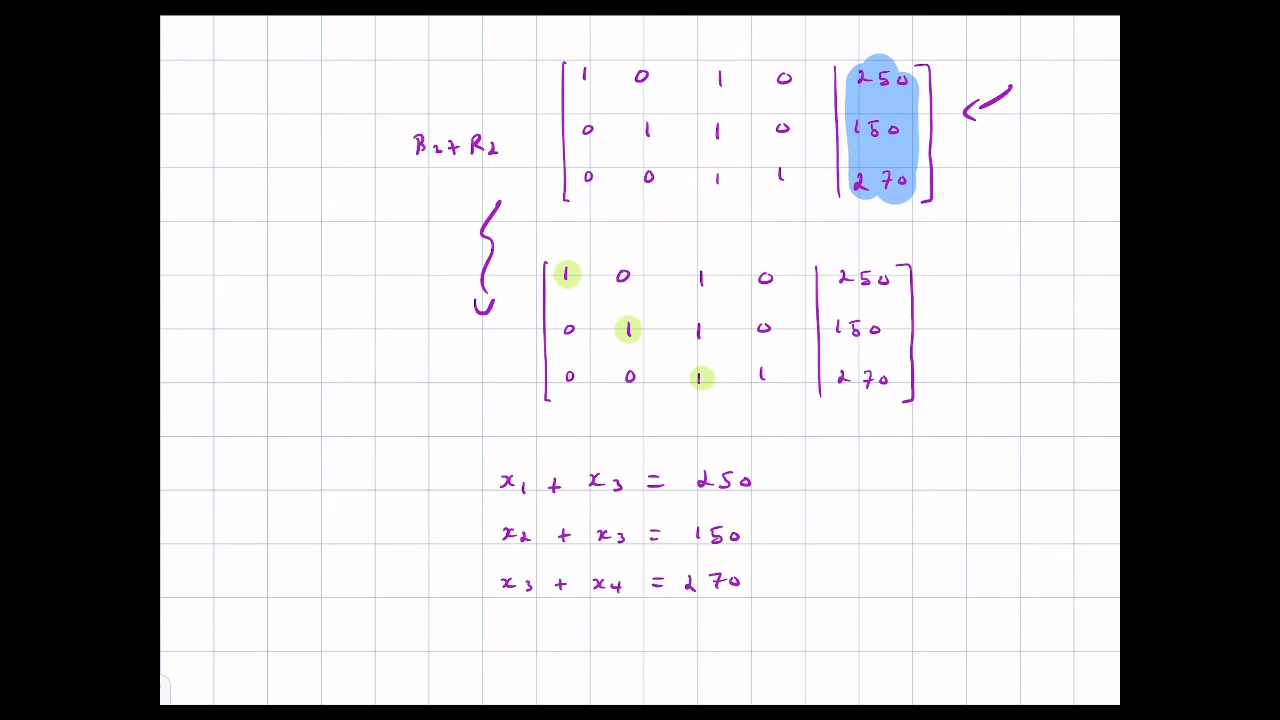 1 0 1 0 250
0 1 1 0 150
R2+ R2
0 0 1 1 270
1 0 1 0 250
0 1 1 0 150
0 0 1 1 270
x1 + x3 = 250
x2 + x3 = 150
x3 + x4 = 270